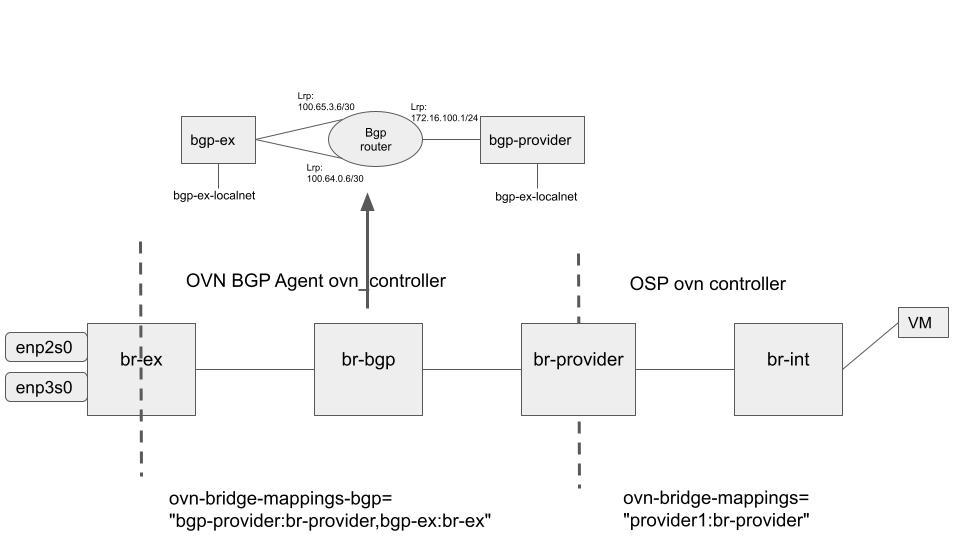 Lrp:
100.65.3.6/30
Lrp:
172.16.100.1/24
bgp-ex
Bgp
router
bgp-provider
Lrp:
100.64.0.6/30
bgp-ex-localnet
bgp-ex-localnet
OVN BGP Agent ovn_controller
OSP ovn controller
enp2s0
enp3s0
br-ex
br-bgp
br-provider
br-int
VM
ovn-bridge-mappings-bgp=
"bgp-provider:br-provider,bgp-ex:br-ex"
ovn-bridge-mappings=
"provider1:br-provider"